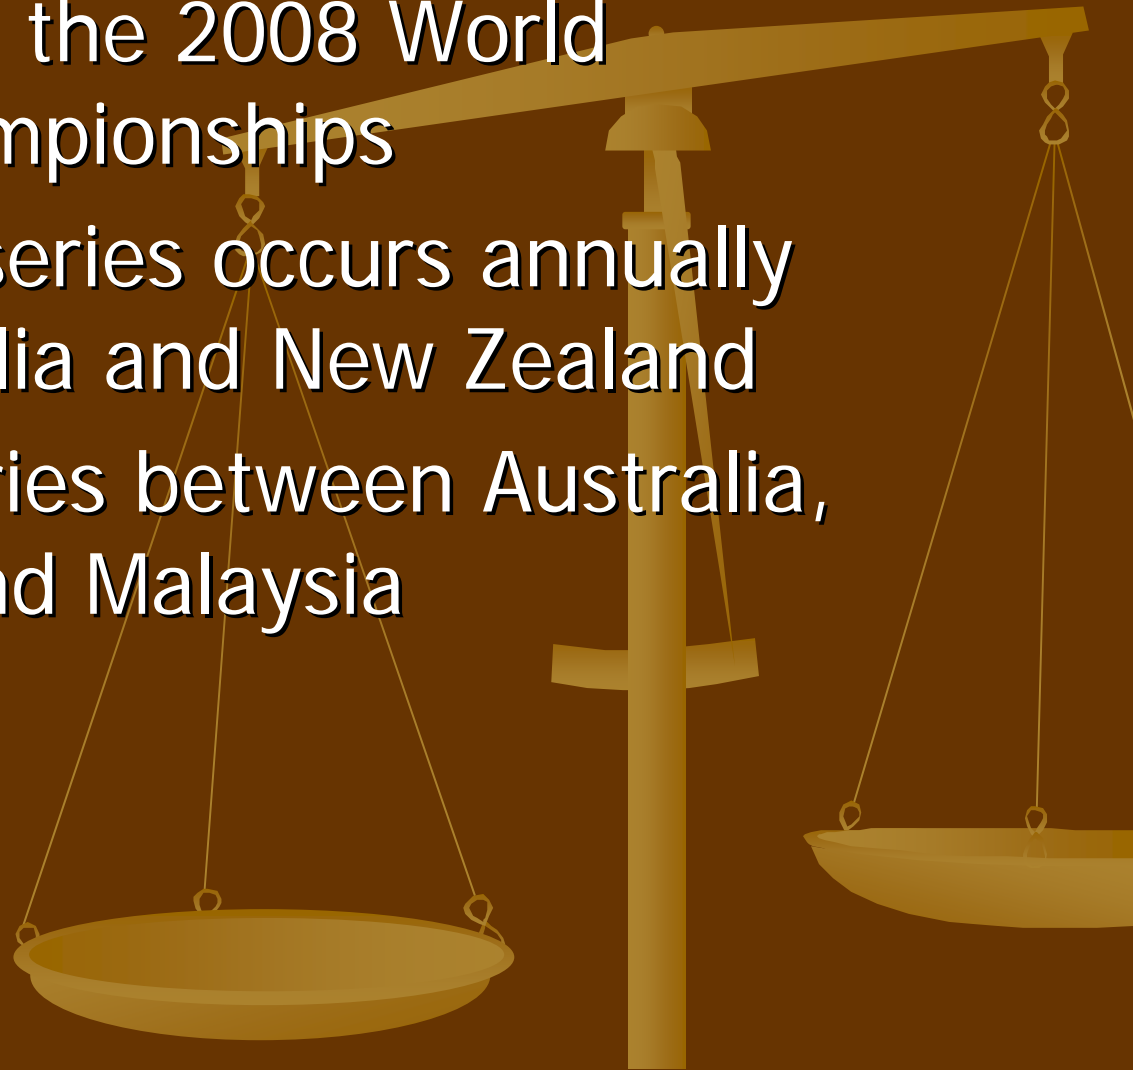 the 2008 World
mpionships
series occurs annually
lia and New Zealand
ries between Australia,
nd Malaysia